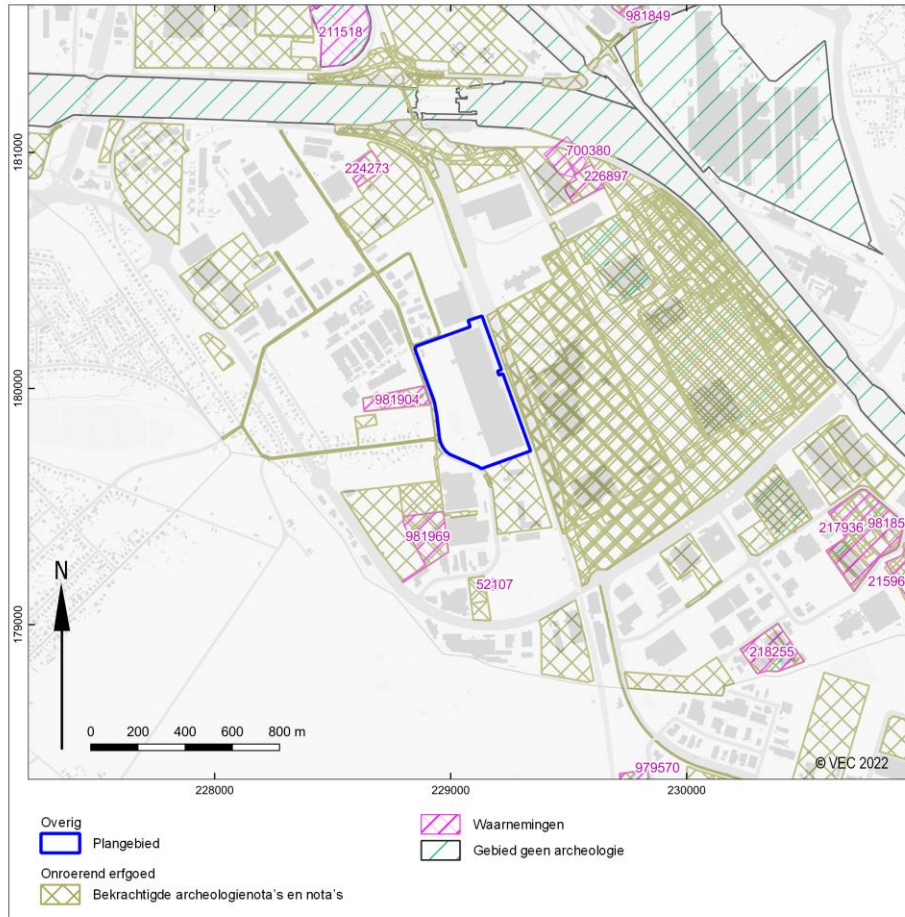 981849
211518
181000
700380
224273
226897
180000
981904
217936
98185
981969
21596
52107
179000
N
218255
0 200 400 600 800 m
979570
© VEC 2022
228000 229000 230000
Overig
Plangebied
Onroerend erfgoed
Bekrachtigde archeologienota's en nota's
Waarnemingen
Gebied geen archeologie